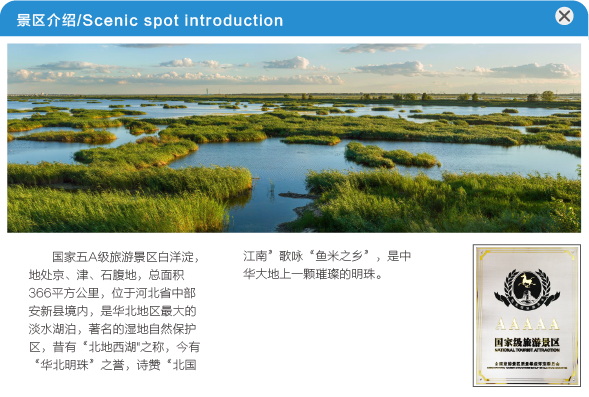 景区介绍/Scenic spot introduction
国家五A级旅游景区白洋淀，
地处京、津、石腹地，总面积
366平方公里，位于河北省中部
安新县境内，是华北地区最大的
淡水湖泊，著名的湿地自然保护
区，昔有“北地西湖"之称，今有
“华北明珠”之誉，诗赞“北国
江南”歌咏“鱼米之乡”，是中
华大地上一颗璀璨的明珠。
AAAAA
国家级旅游景区
NATIONAL TOURIST ATTRACTION